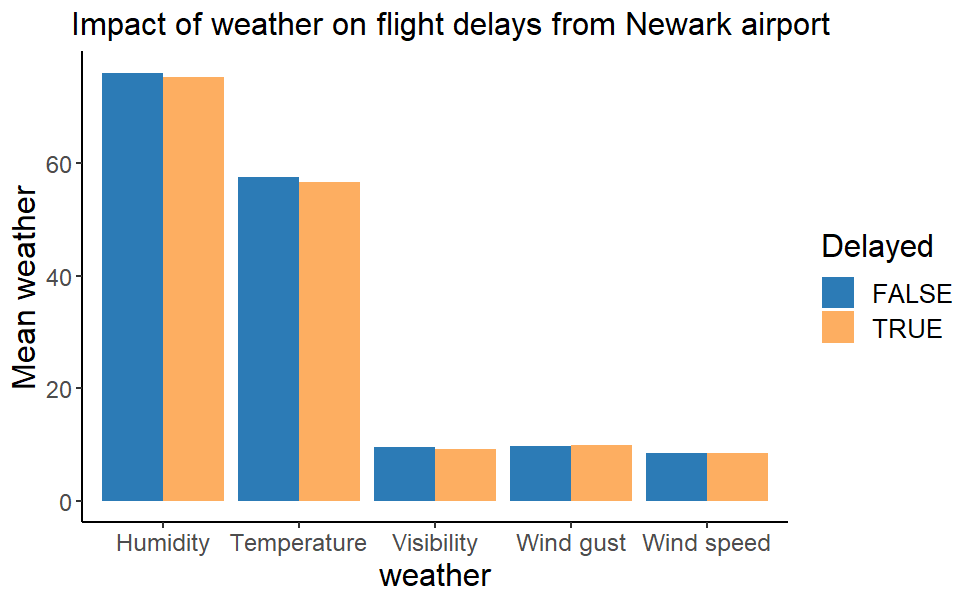 Impact of weather on flight delays from Newark airport
Mean weather
60
40
20
0
Humidity Temperature Visibility Wind gust Wind speed
weather
Delayed
FALSE
TRUE